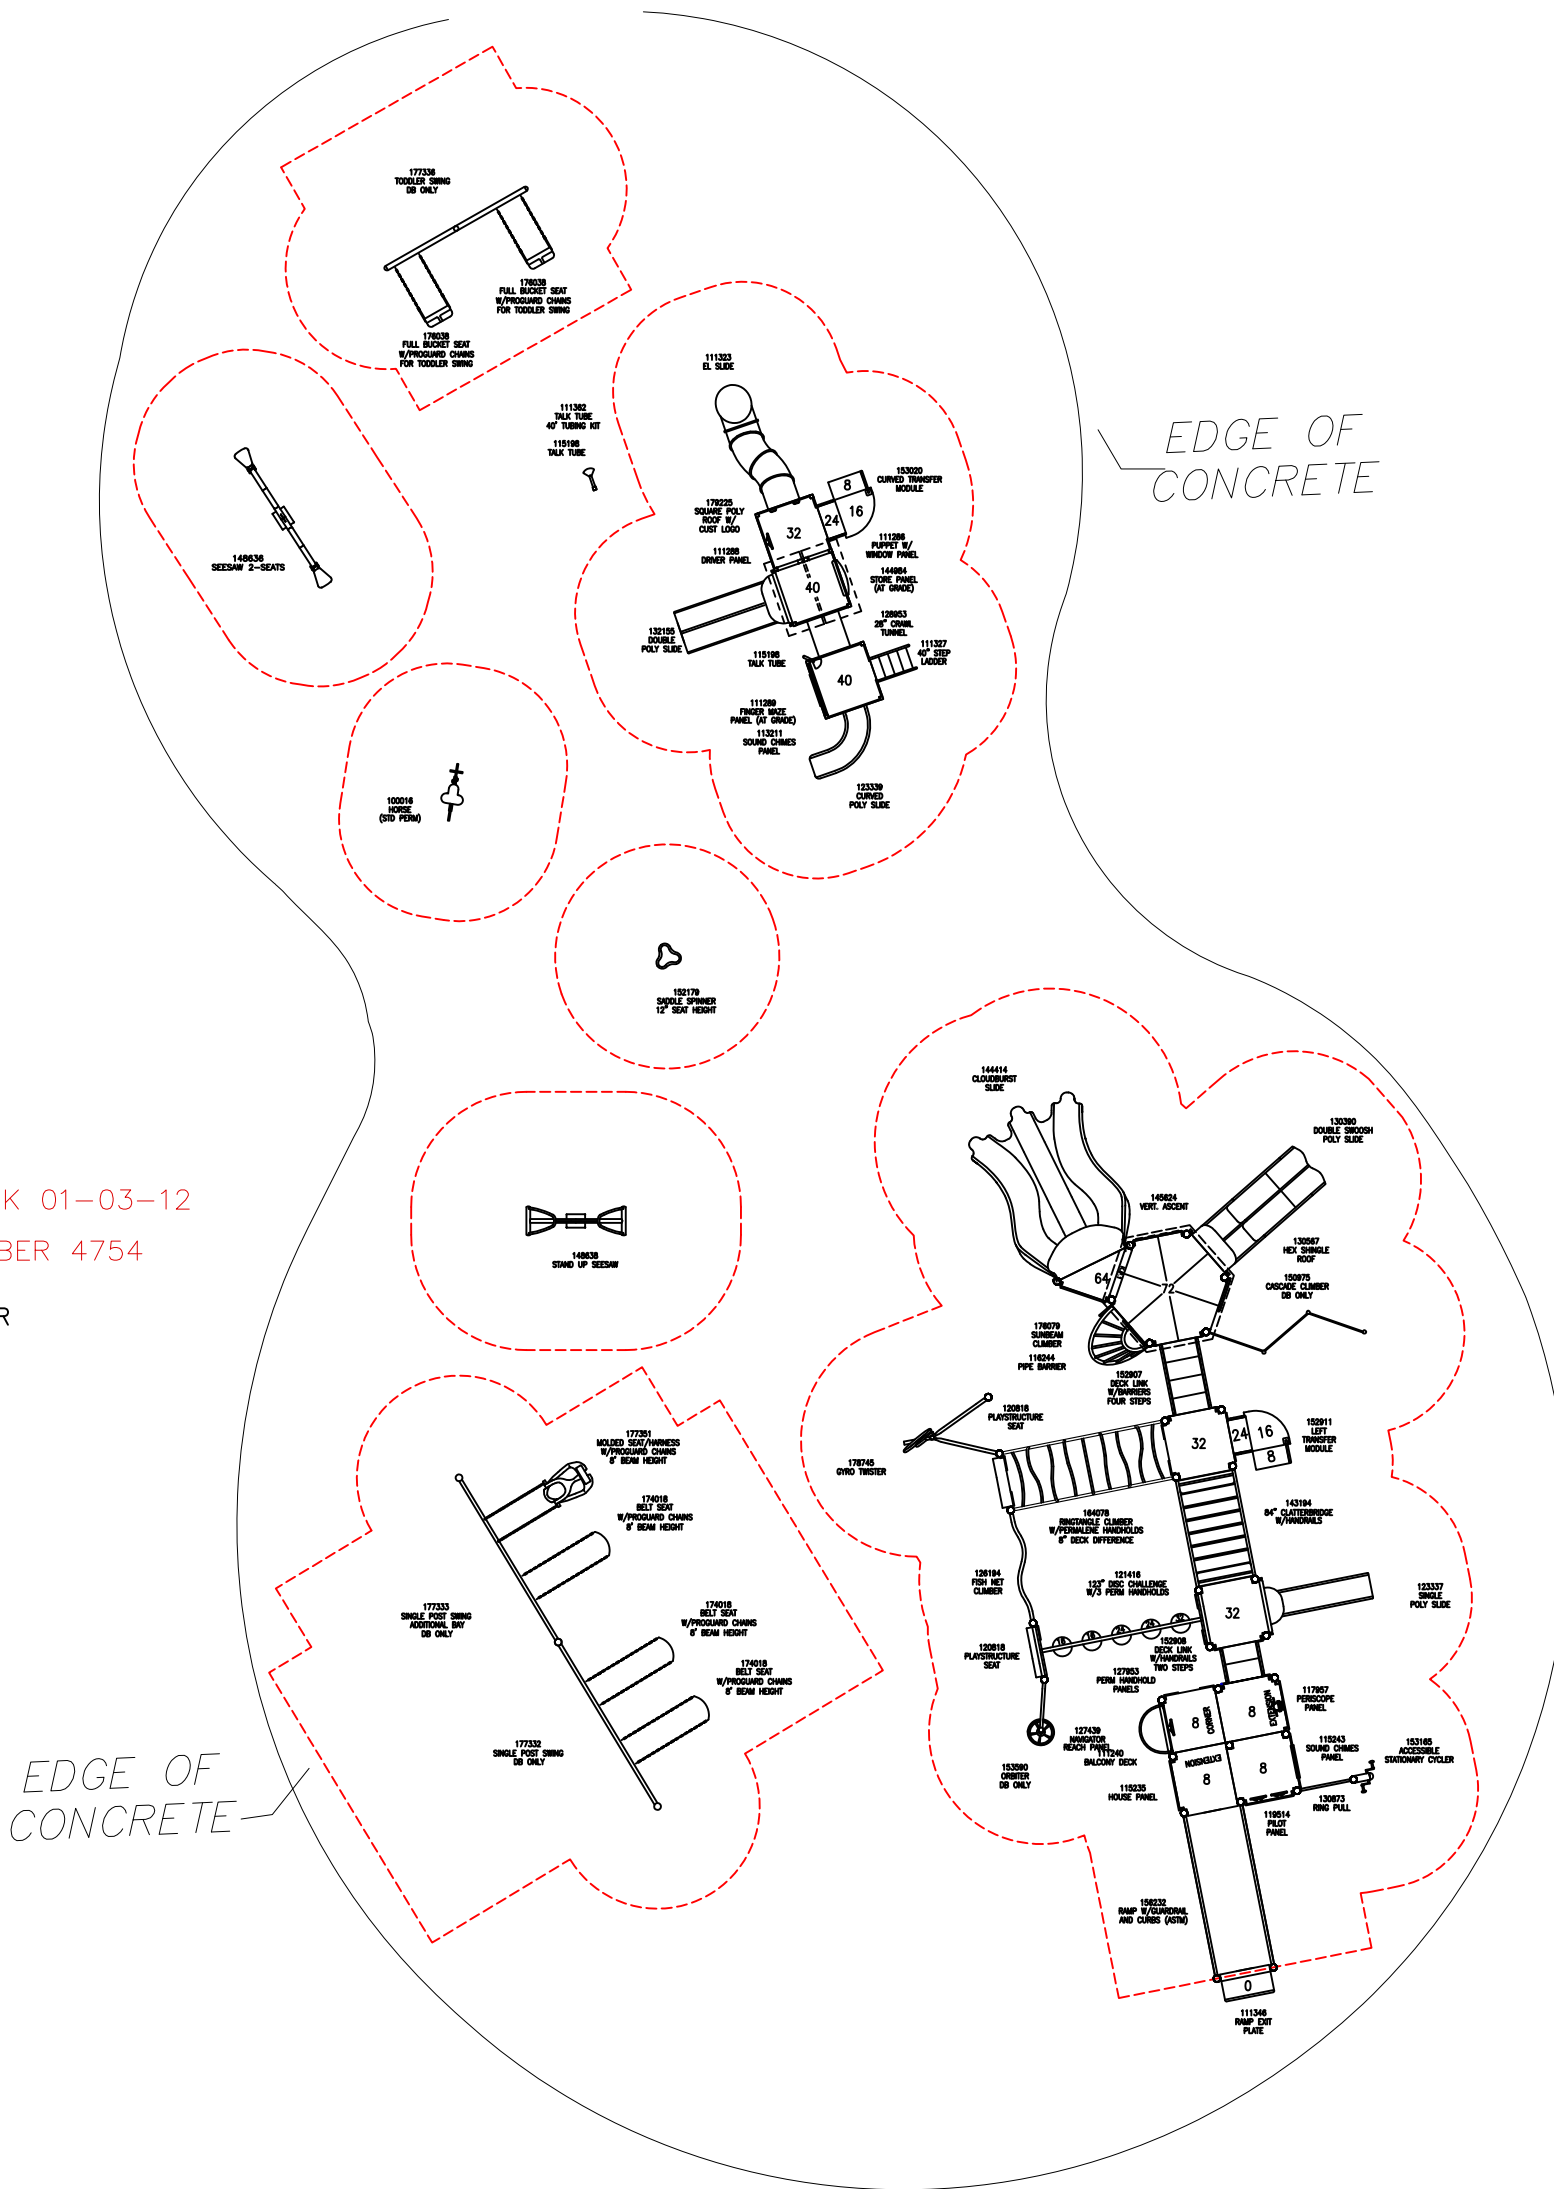 177336
TODDLER SWING
DB ONLY
176038
FULL BUCKET SEAT
W/PROGUARD CHAINS
FOR TODDLER SWING
176038
FULL BUCKET SEAT
W/PROGUARD CHAINS
FOR TODDLER SWING
111323
EL SLIDE
111362
TALK TUBE
40' TUBING KIT
115198
TALK TUBE
EDGE OF
CONCRETE
153020
CURVED TRANSFER
MODULE
8
16
24
32
179225
SQUARE POLY
ROOF W/
CUST LOGO
111286
PUPPET W/
WINDOW PANEL
111288
DRIVER PANEL
148636
SEESAW 2-SEATS
144984
STORE PANEL
(AT GRADE)
40
128953
28" CRAWL
TUNNEL
132155
DOUBLE
POLY SLIDE
111327
40" STEP
LADDER
115198
TALK TUBE
40
111289
FINGER MAZE
PANEL (AT GRADE)
113211
SOUND CHIMES
PANEL
123339
CURVED
POLY SLIDE
100016
HORSE
(STD PERM)
152179
SADDLE SPINNER
12" SEAT HEIGHT
144414
CLOUDBURST
SLIDE
130390
DOUBLE SWOOSH
POLY SLIDE
K 01-03-12
145624
VERT. ASCENT
BER 4754
148638
STAND UP SEESAW
130567
HEX SHINGLE
ROOF
64
72
150975
CASCADE CLIMBER
DB ONLY
R
176079
SUNBEAM
CLIMBER
116244
PIPE BARRIER
152907
DECK LINK
W/BARRIERS
FOUR STEPS
120818
PLAYSTRUCTURE
SEAT
152911
LEFT
TRANSFER
MODULE
32
24
16
8
178745
GYRO TWISTER
177351
MOLDED SEAT/HARNESS
W/PROGUARD CHAINS
8' BEAM HEIGHT
174018
BELT SEAT
W/PROGUARD CHAINS
8' BEAM HEIGHT
164078
RINGTANGLE CLIMBER
W/PERMALENE HANDHOLDS
8" DECK DIFFERENCE
143194
84" CLATTERBRIDGE
W/HANDRAILS
126194
FISH NET
CLIMBER
121416
123" DISC CHALLENGE
W/3 PERM HANDHOLDS
123337
SINGLE
POLY SLIDE
177333
SINGLE POST SWING
ADDITIONAL BAY
DB ONLY
174018
BELT SEAT
W/PROGUARD CHAINS
8' BEAM HEIGHT
32
120818
PLAYSTRUCTURE
SEAT
152908
DECK LINK
W/HANDRAILS
TWO STEPS
174018
BELT SEAT
W/PROGUARD CHAINS
8' BEAM HEIGHT
127953
PERM HANDHOLD
PANELS
117957
PERISCOPE
PANEL
8
CORNER
8
EXTENSION
177332
SINGLE POST SWING
DB ONLY
127439
NAVIGATOR
REACH PANEL
111240
BALCONY DECK
115243
SOUND CHIMES
PANEL
153165
ACCESSIBLE
STATIONARY CYCLER
EXTENSION
8
8
EDGE OF
CONCRETE
153590
ORBITER
DB ONLY
115235
HOUSE PANEL
130873
RING PULL
119514
PILOT
PANEL
156232
RAMP W/GUARDRAIL
AND CURBS (ASTM)
0
111346
RAMP EXIT
PLATE